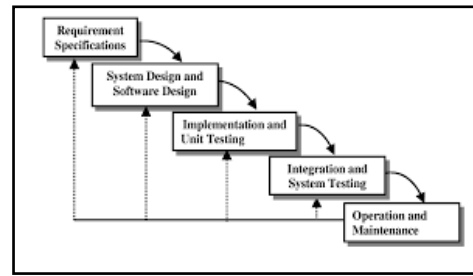 Requirement
Specifications
System Design and
Software Design
Implementation and
Unit Testing
Integration and
System Testing
Operation and
Maintenance